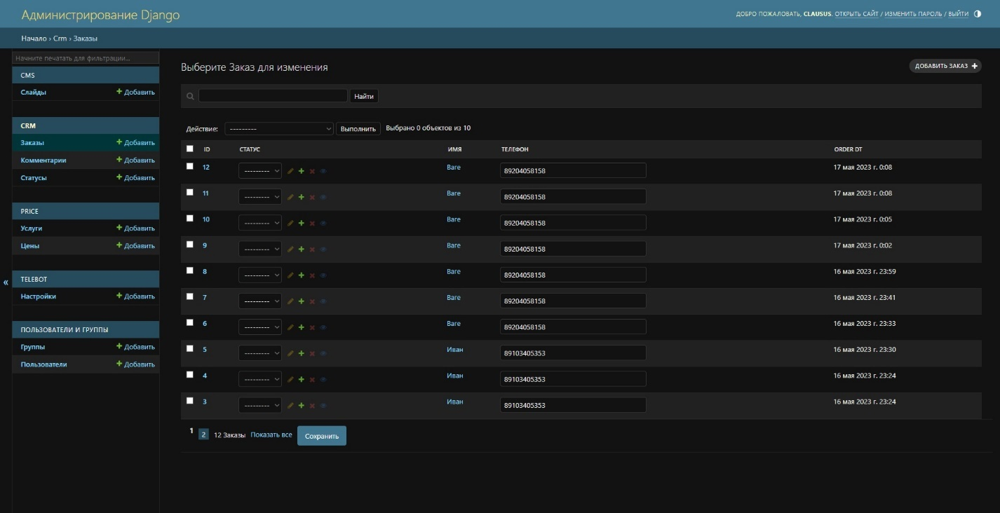 Администрирование Django
ДОБРО ПОЖАЛОВАТЬ, CLAUSUS. ОТКРЫТЬ САЙТ / ИЗМЕНИТЬ ПАРОЛЬ / ВЫЙТИ
Начало › Crm › Заказы
Начните печатать для фильтрации...
CMS
Слайды + Добавить
CRM
Заказы + Добавить
Комментарии + Добавить
Статусы + Добавить
PRICE
Услуги + Добавить
Цены + Добавить
TELEBOT
Настройки + Добавить
ПОЛЬЗОВАТЕЛИ И ГРУППЫ
Группы + Добавить
Пользователи + Добавить
«
Выберите Заказ для изменения
ДОБАВИТЬ ЗАКАЗ +
Найти
Действие: --------- Выполнить Выбрано 0 объектов из 10
ID СТАТУС ИМЯ ТЕЛЕФОН ORDER DT
12 --------- Ваге 89204058158 17 мая 2023 г. 0:08
11 --------- Ваге 89204058158 17 мая 2023 г. 0:08
10 --------- Ваге 89204058158 17 мая 2023 г. 0:05
9 --------- Ваге 89204058158 17 мая 2023 г. 0:02
8 --------- Ваге 89204058158 16 мая 2023 г. 23:59
7 --------- Ваге 89204058158 16 мая 2023 г. 23:41
6 --------- Ваге 89204058158 16 мая 2023 г. 23:33
5 --------- Иван 89103405353 16 мая 2023 г. 23:30
4 --------- Иван 89103405353 16 мая 2023 г. 23:24
3 --------- Иван 89103405353 16 мая 2023 г. 23:24
1 2 12 Заказы Показать все Сохранить